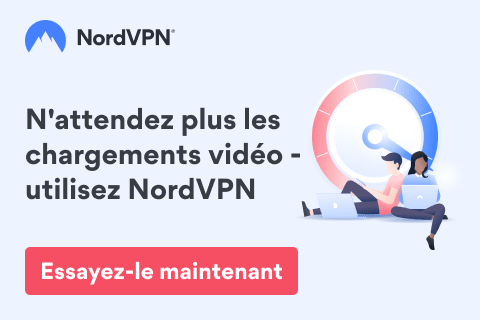 NordVPN®
N'attendez plus les
chargements vidéo -
utilisez NordVPN
Essayez-le maintenant